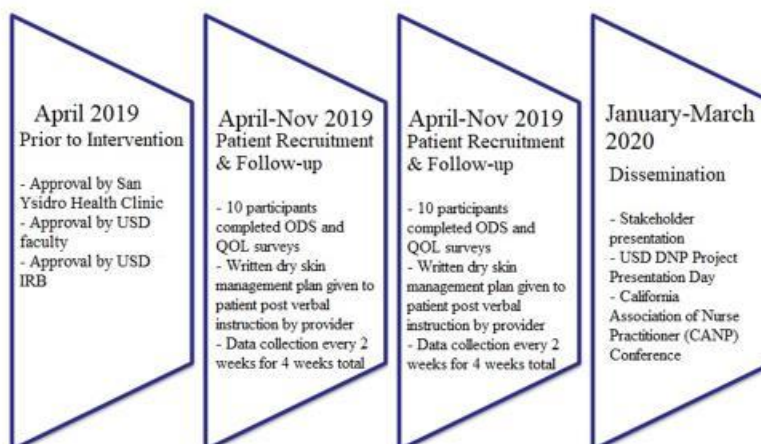 April 2019
Prior to Intervention
- Approval by San
Ysidro Health Clinic
- Approval by USD
faculty
- Approval by USD
IRB
April-Nov 2019
Patient Recruitment
& Follow-up
- 10 participants
completed ODS and
QOL surveys
- Written dry skin
management plan given to
patient post verbal
instruction by provider
- Data collection every 2
weeks for 4 weeks total
April-Nov 2019
Patient Recruitment
& Follow-up
- 10 participants
completed ODS and
QOL surveys
- Written dry skin
management plan given to
patient post verbal
instruction by provider
- Data collection every 2
weeks for 4 weeks total
January-March
2020
Dissemination
- Stakeholder
presentation
- USD DNP Project
Presentation Day
- California
Association of Nurse
Practitioner (CANP)
Conference